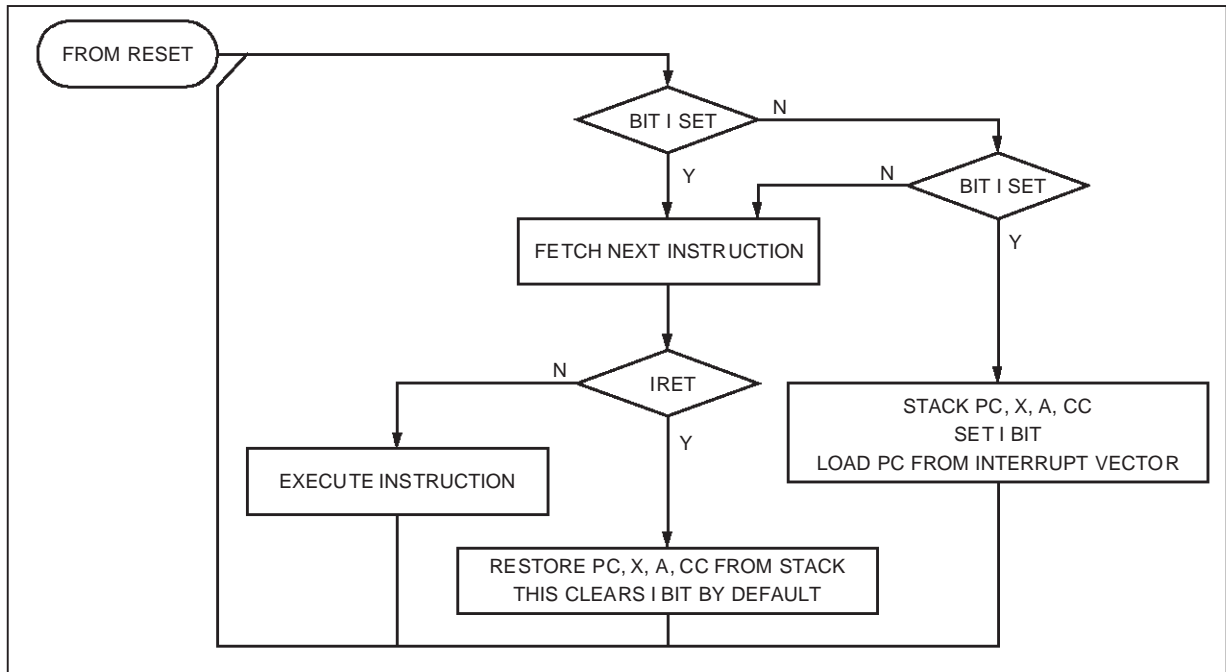 FROM RESET
BIT I SET
N
Y
N
BIT I SET
Y
FETCH NEXT INSTRUCTION
N
IRET
Y
STACK PC, X, A, CC
SET I BIT
LOAD PC FROM INTERRUPT VECTOR
EXECUTE INSTRUCTION
RESTORE PC, X, A, CC FROM STACK
THIS CLEARS I BIT BY DEFAULT